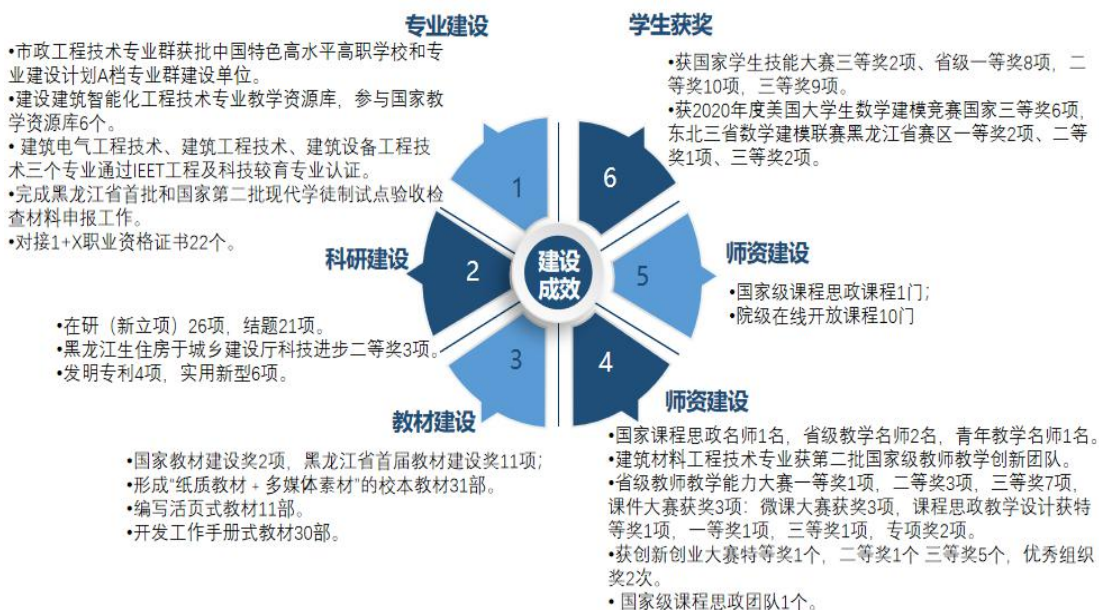 专业建设
•市政工程技术专业群获批中国特色高水平高职学校和专
业建设计划A档专业群建设单位。
•建设建筑智能化工程技术专业教学资源库，参与国家教
学资源库6个。
• 建筑电气工程技术、建筑工程技术、建筑设备工程技
术三个专业通过IEET工程及科技较育专业认证。
•完成黑龙江省首批和国家第二批现代学徒制试点验收检
查材料申报工作。
•对接1+X职业资格证书22个。
学生获奖
•获国家学生技能大赛三等奖2项、省级一等奖8项，二
等奖10项，三等奖9项。
•获2020年度美国大学生数学建模竞赛国家三等奖6项，
东北三省数学建模联赛黑龙江省赛区一等奖2项、二等
奖1项、三等奖2项。
1
6
科研建设
2
建设
成效
5
师资建设
•国家级课程思政课程1门；
•院级在线开放课程10门
•在研（新立项）26项，结题21项。
•黑龙江生住房于城乡建设厅科技进步二等奖3项。
•发明专利4项，实用新型6项。
3
4
教材建设
•国家教材建设奖2项，黑龙江省首届教材建设奖11项；
•形成“纸质教材 + 多媒体素材”的校本教材31部。
•编写活页式教材11部。
•开发工作手册式教材30部。
师资建设
•国家课程思政名师1名，省级教学名师2名，青年教学名师1名。
•建筑材料工程技术专业获第二批国家级教师教学创新团队。
•省级教师教学能力大赛一等奖1项，二等奖3项，三等奖7项，
课件大赛获奖3项：微课大赛获奖3项，课程思政教学设计获特
等奖1项，一等奖1项，三等奖1项，专项奖2项。
•获创新创业大赛特等奖1个，二等奖1个 三等奖5个，优秀组织
奖2次。
• 国家级课程思政团队1个。